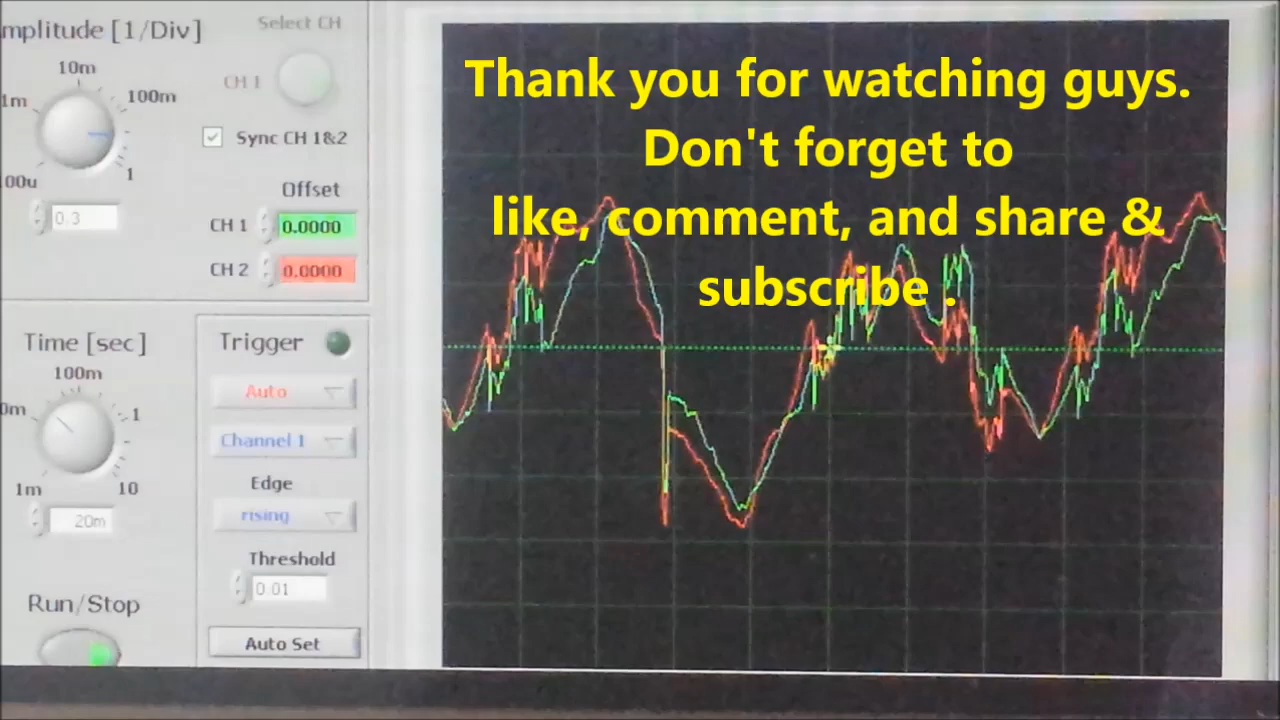 mplitude [1/Div]
Select CH
10m
1m
100m
CH 1
Sync CH 1&2
00u
1
Offset
0.3
CH 1
0.0000
CH 2
0.0000
Time [sec]
100m
0m
.1
1m
10
20m
Run/Stop
Trigger
Auto
Channel 1
Edge
rising
Threshold
0.01
Auto Set
Thank you for watching guys.
Don't forget to
like, comment, and share &
subscribe .